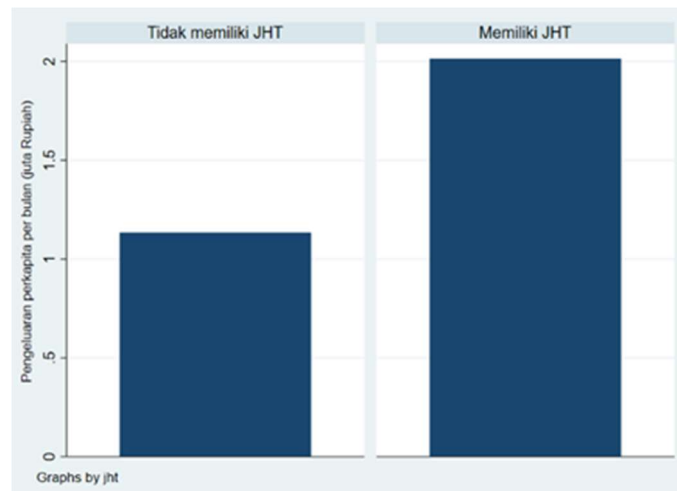 Tidak memiliki JHT
Memiliki JHT
Pengeluaran perkapita per bulan (juta Rupiah)
2
1.5
1
.5
0
Graphs by jht